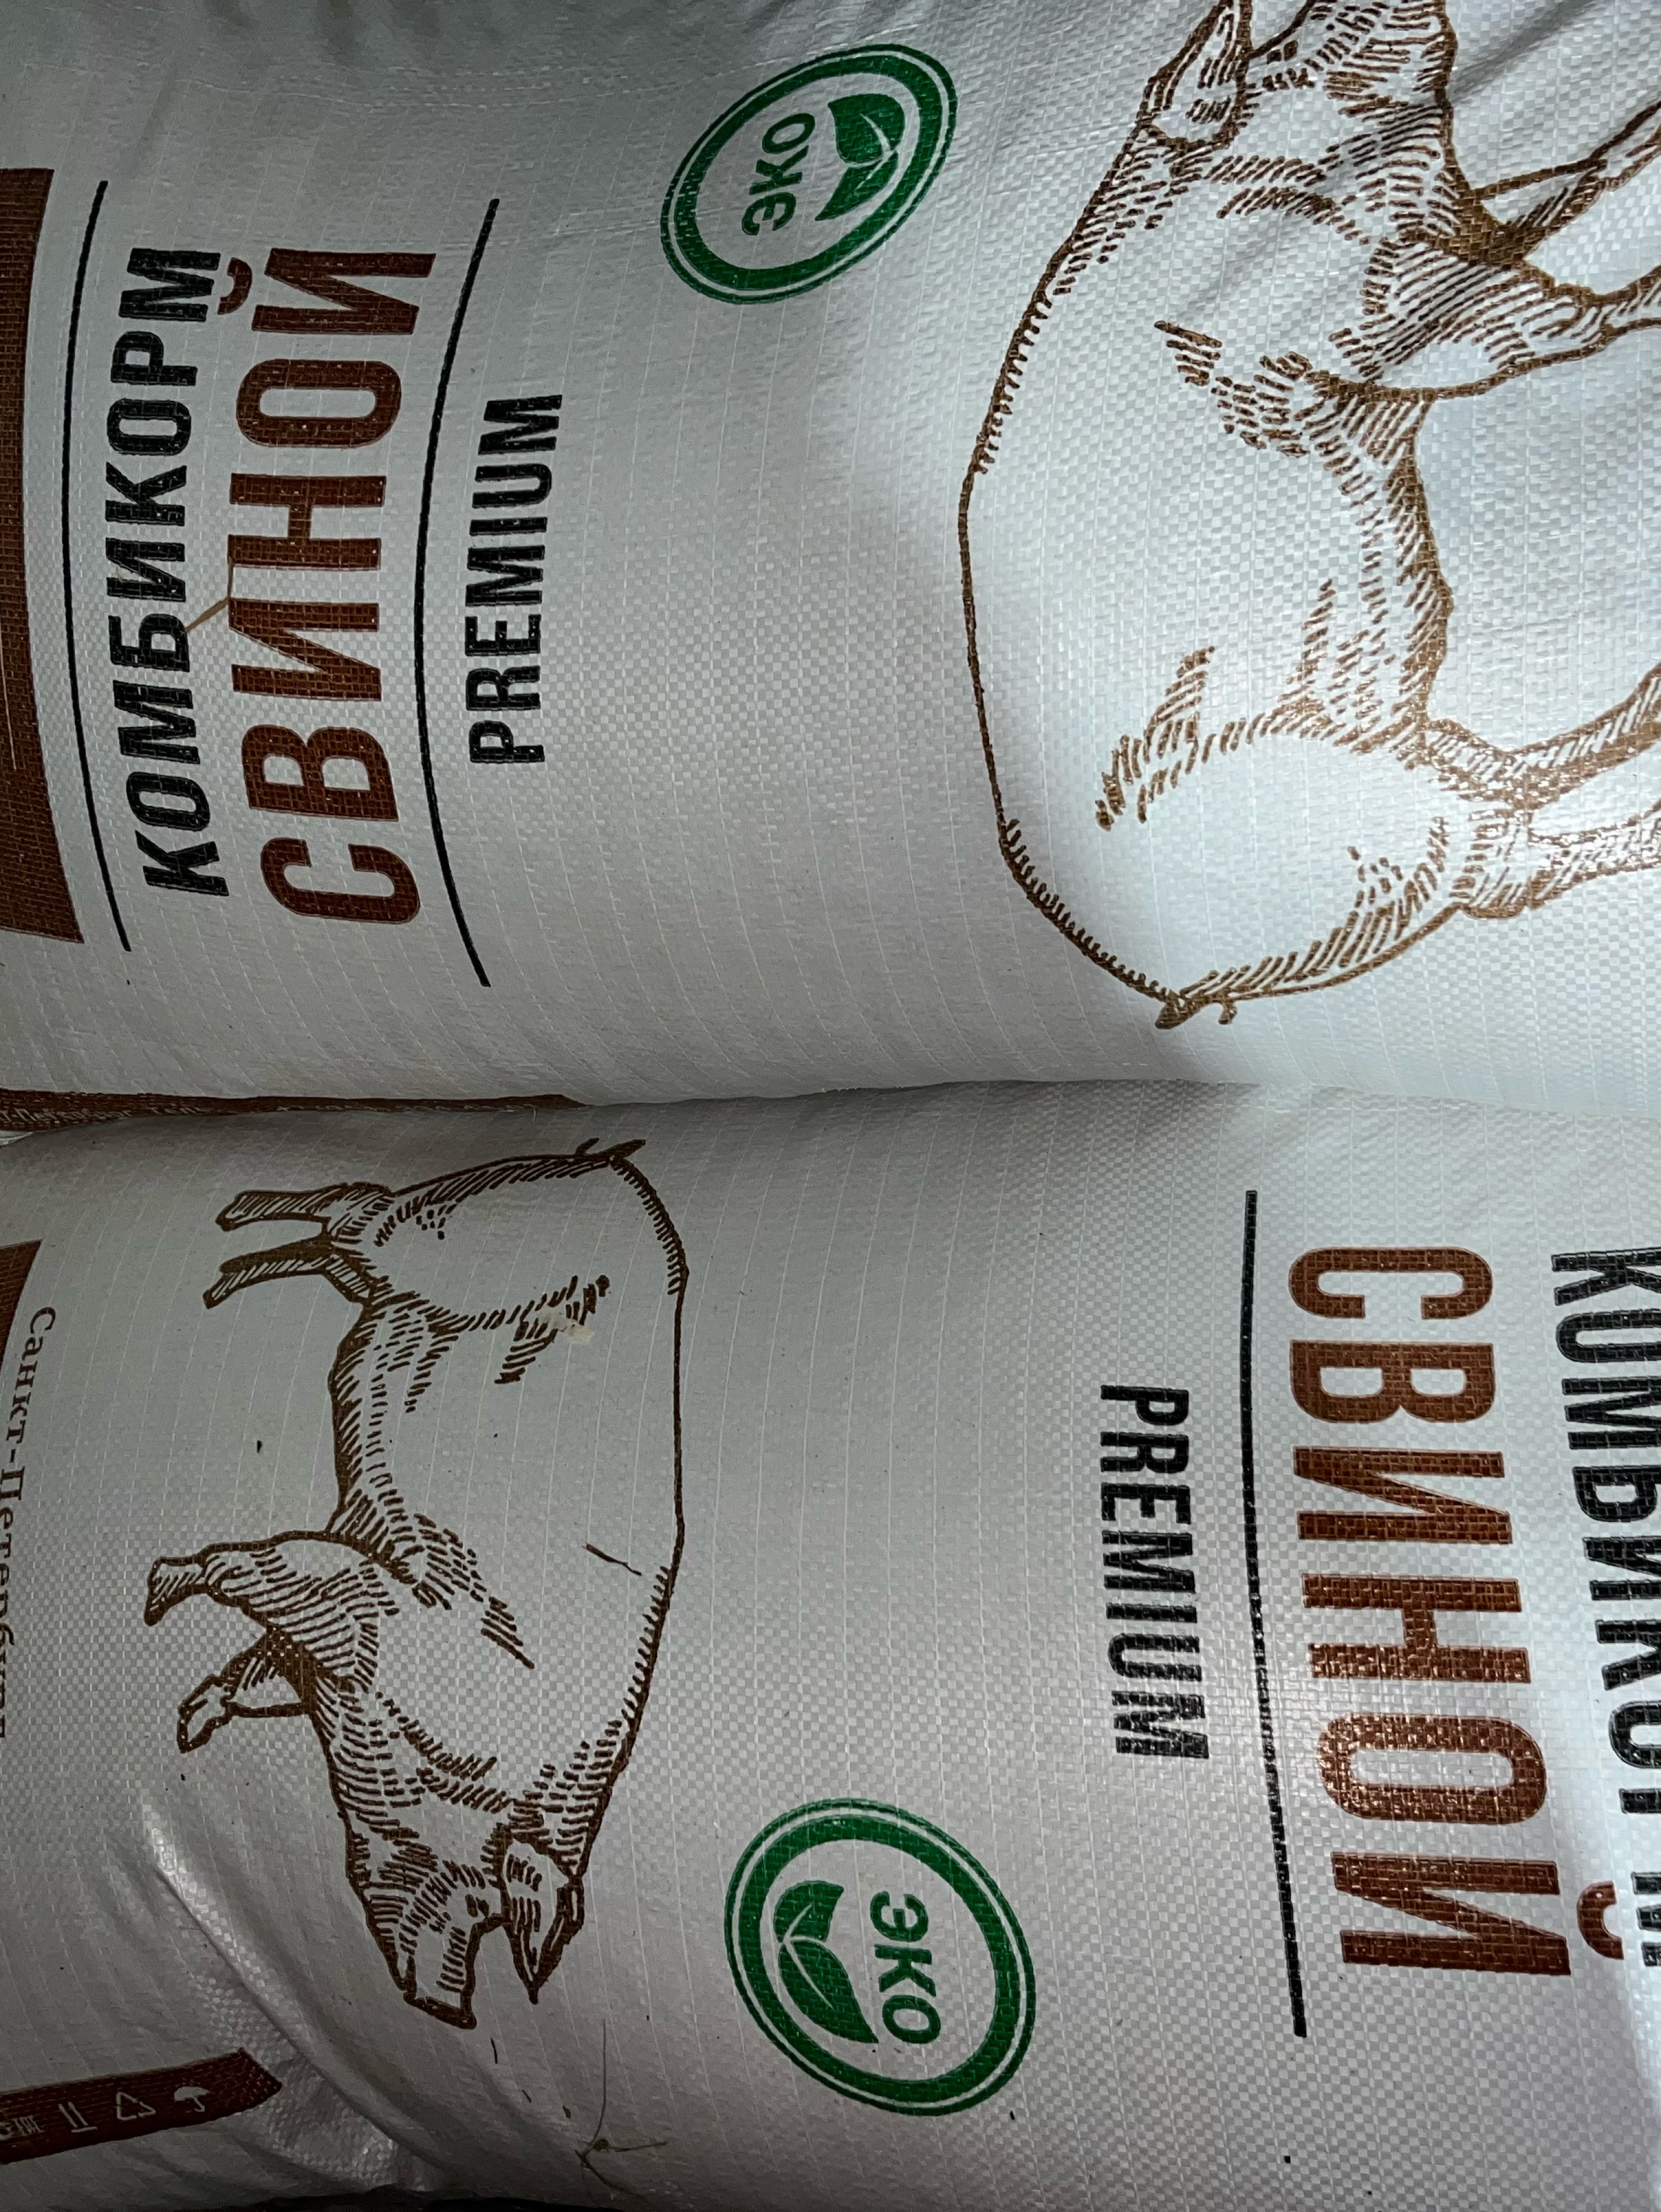 КОМБИКОРМ
СВИНОЙ
PREMIUM
ЭКО
СВИНОЙ
PREMIUM
ЭКО
Санкт-Петербург